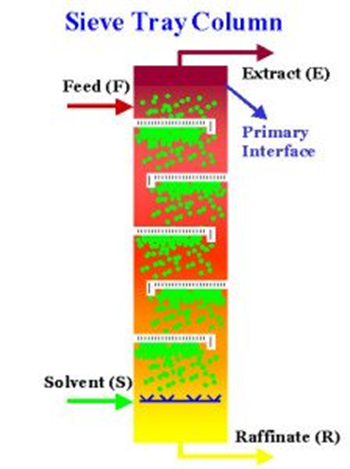 Sieve Tray Column
Extract (E)
Feed (F)
Primary
Interface
Solvent (S)
Raffinate (R)